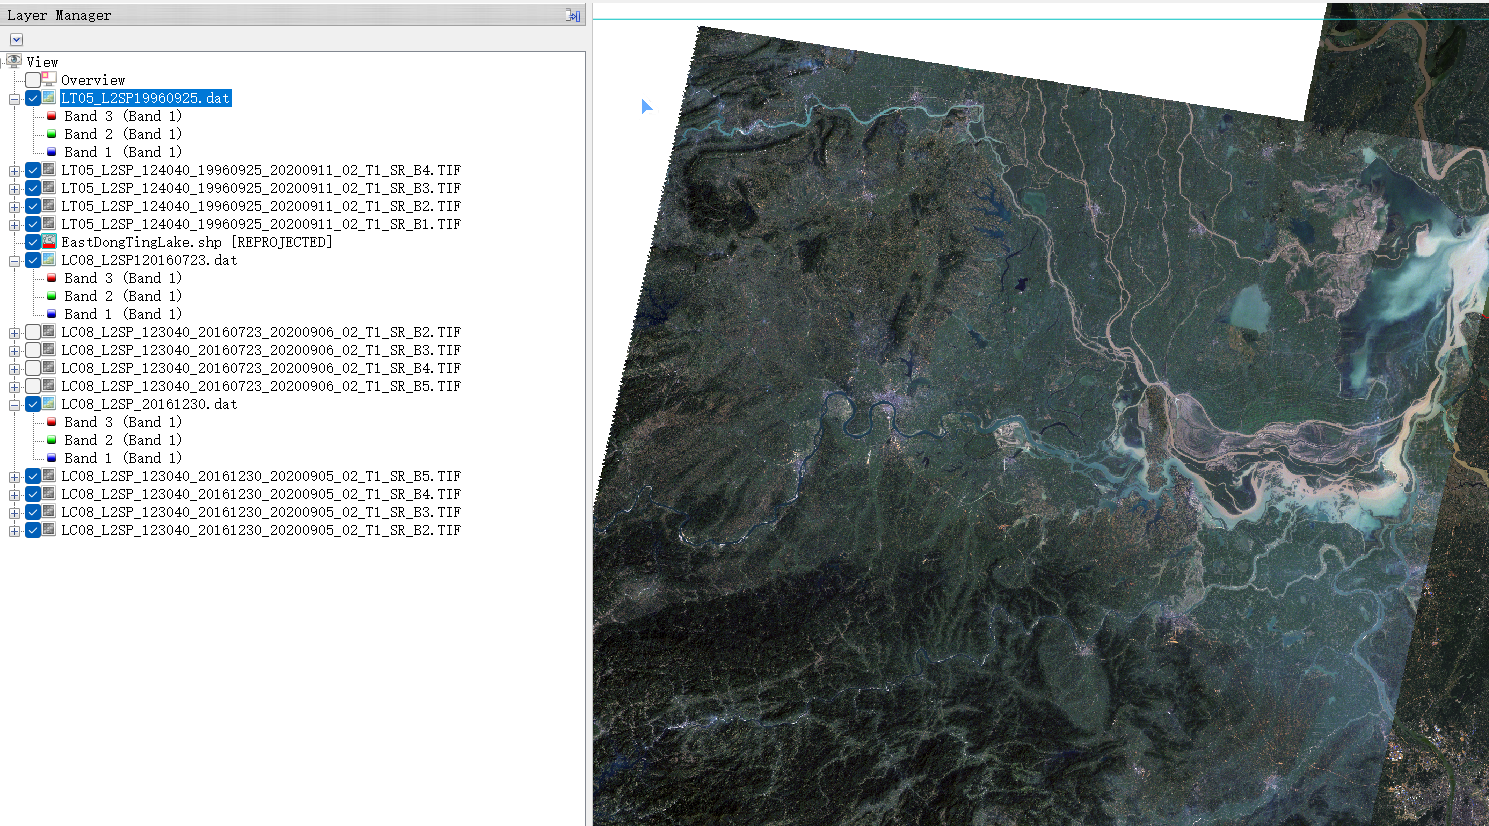 Layer Manager
View
Overview
LT05_L2SP19960925.dat
Band 3 (Band 1)
Band 2 (Band 1)
Band 1 (Band 1)
LT05_L2SP_124040_19960925_20200911_02_T1_SR_B4.TIF
LT05_L2SP_124040_19960925_20200911_02_T1_SR_B3.TIF
LT05_L2SP_124040_19960925_20200911_02_T1_SR_B2.TIF
LT05_L2SP_124040_19960925_20200911_02_T1_SR_B1.TIF
EastDongTingLake.shp [REPROJECTED]
LC08_L2SP120160723.dat
Band 3 (Band 1)
Band 2 (Band 1)
Band 1 (Band 1)
LC08_L2SP_123040_20160723_20200906_02_T1_SR_B2.TIF
LC08_L2SP_123040_20160723_20200906_02_T1_SR_B3.TIF
LC08_L2SP_123040_20160723_20200906_02_T1_SR_B4.TIF
LC08_L2SP_123040_20160723_20200906_02_T1_SR_B5.TIF
LC08_L2SP_20161230.dat
Band 3 (Band 1)
Band 2 (Band 1)
Band 1 (Band 1)
LC08_L2SP_123040_20161230_20200905_02_T1_SR_B5.TIF
LC08_L2SP_123040_20161230_20200905_02_T1_SR_B4.TIF
LC08_L2SP_123040_20161230_20200905_02_T1_SR_B3.TIF
LC08_L2SP_123040_20161230_20200905_02_T1_SR_B2.TIF